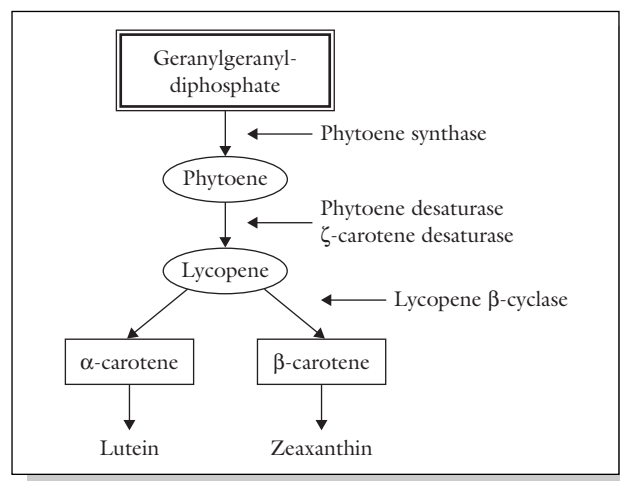 Geranylgeranyl-
diphosphate
Phytoene synthase
Phytoene
Phytoene desaturase
ζ-carotene desaturase
Lycopene
Lycopene β-cyclase
α-carotene
β-carotene
Lutein
Zeaxanthin